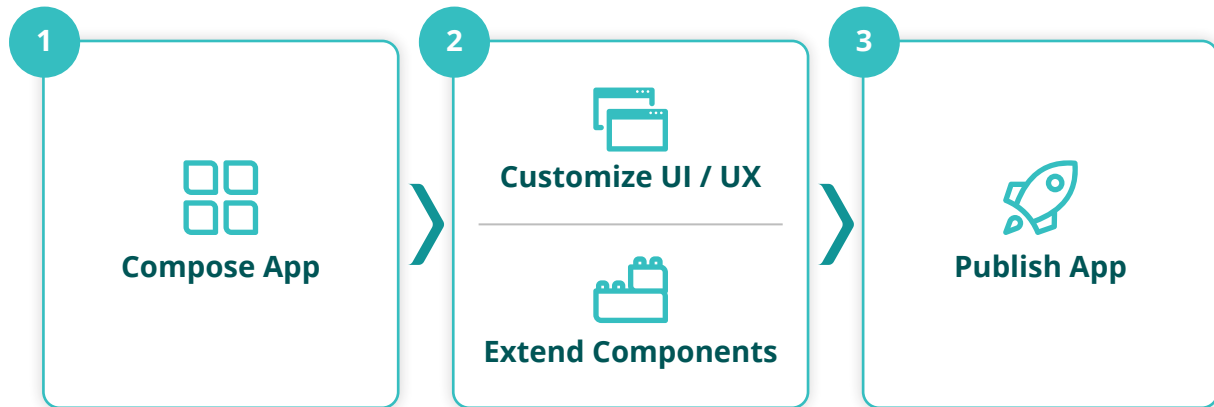 1
Compose App
2
Customize UI / UX
Extend Components
3
Publish App